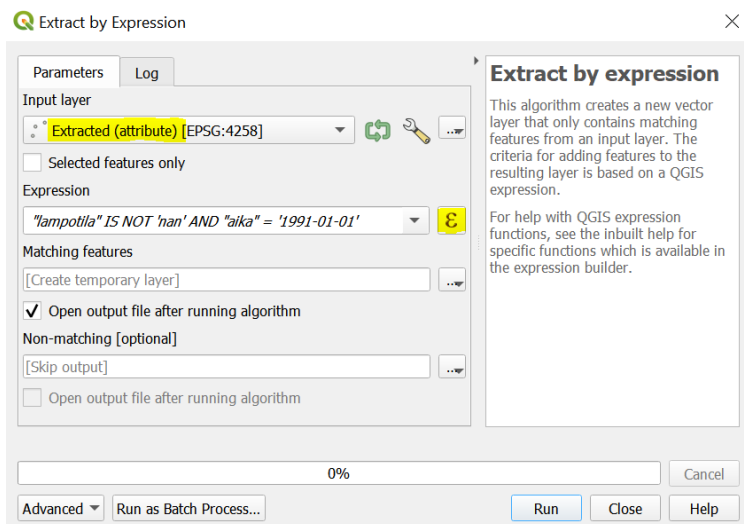 Extract by Expression
Parameters
Log
Input layer
Extracted (attribute) [EPSG:4258]
Selected features only
Expression
"lampotila" IS NOT 'nan' AND "aika" = '1991-01-01'
ε
Matching features
[Create temporary layer]
Open output file after running algorithm
Non-matching [optional]
[Skip output]
Open output file after running algorithm
Extract by expression
This algorithm creates a new vector
layer that only contains matching
features from an input layer. The
criteria for adding features to the
resulting layer is based on a QGIS
expression.
For help with QGIS expression
functions, see the inbuilt help for
specific functions which is available in
the expression builder.
0%
Cancel
Advanced
Run as Batch Process...
Run
Close
Help